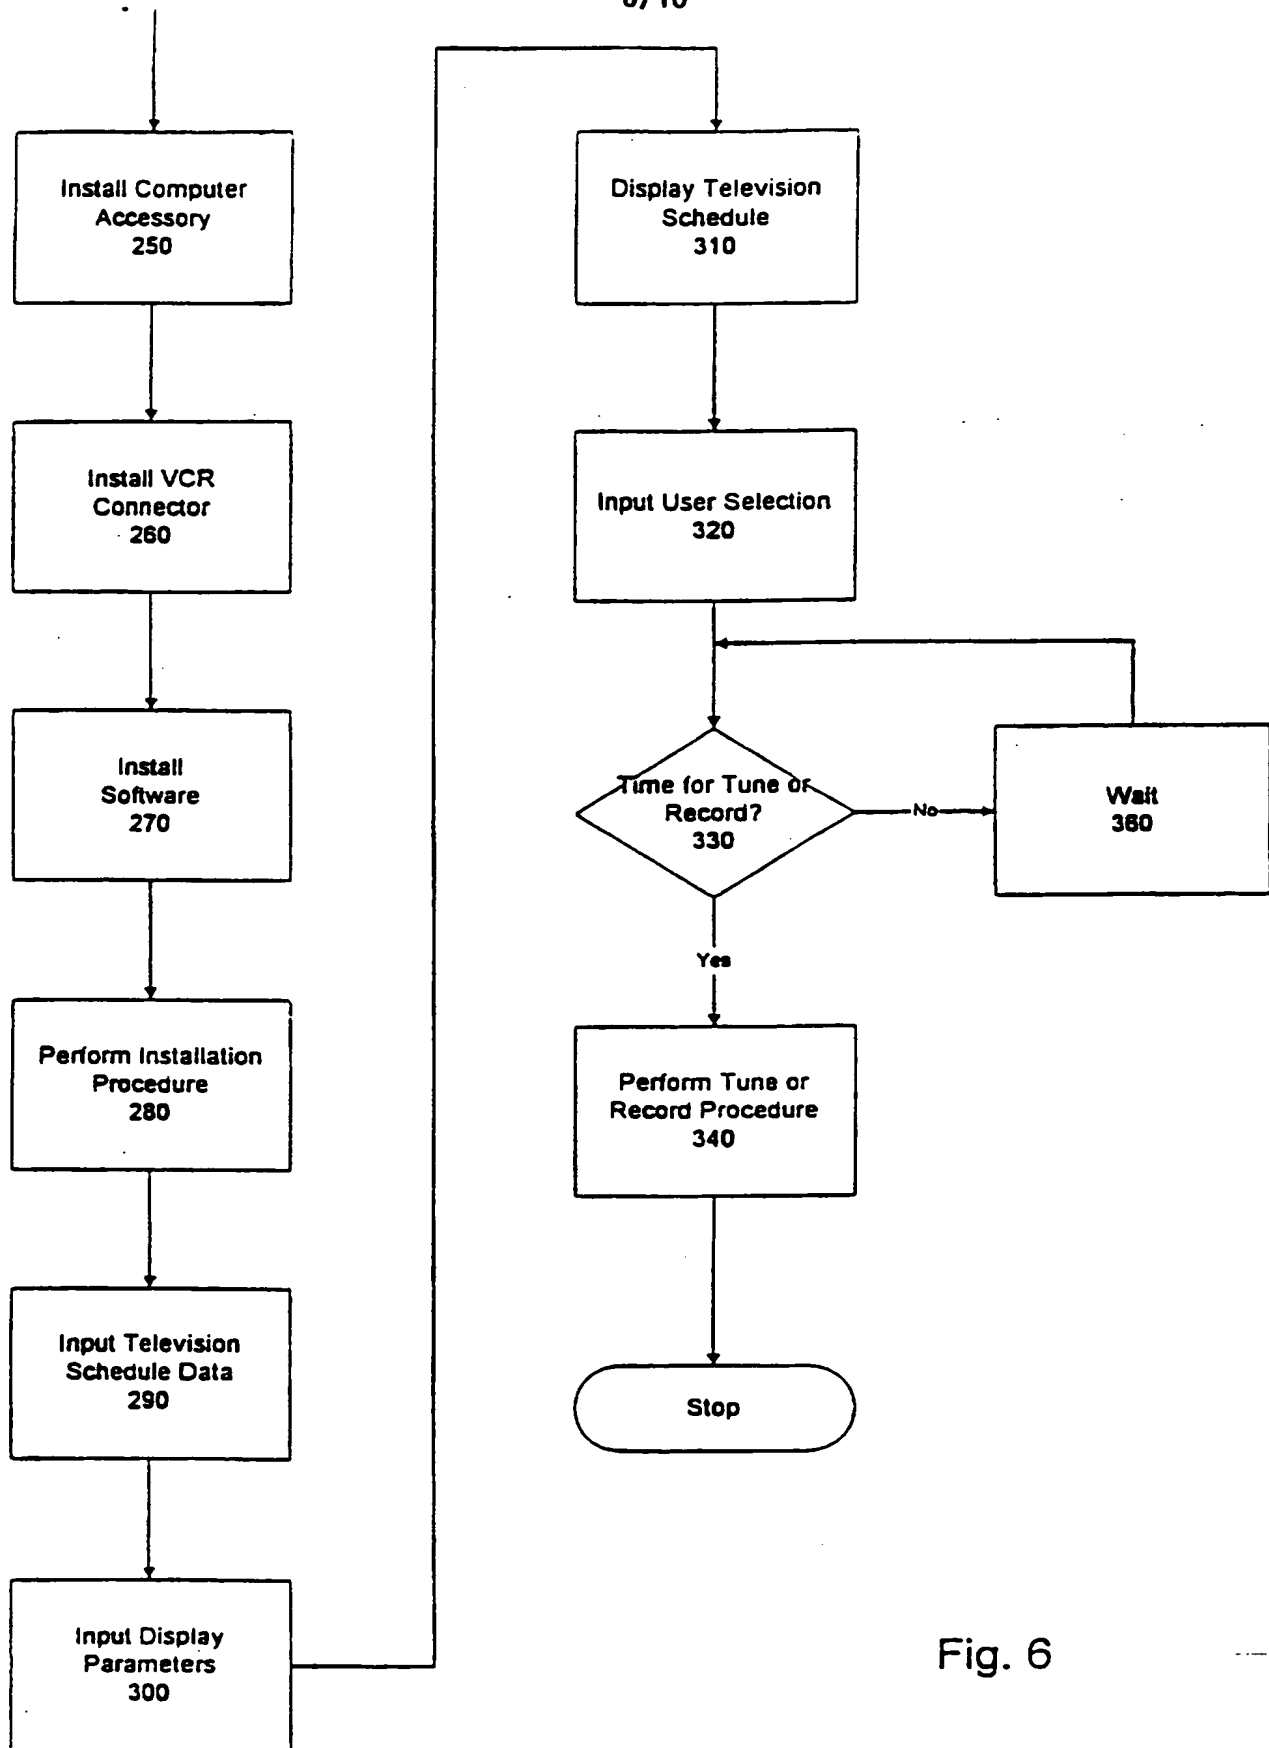 Install Computer
Accessory
250
Install VCR
Connector
260
Install
Software
270
Perform Installation
Procedure
280
Input Television
Schedule Data
290
Input Display
Parameters
300
Display Television
Schedule
310
Input User Selection
320
Time for Tune or
Record?
330
No
Wait
360
Yes
Perform Tune or
Record Procedure
340
Stop
Fig. 6